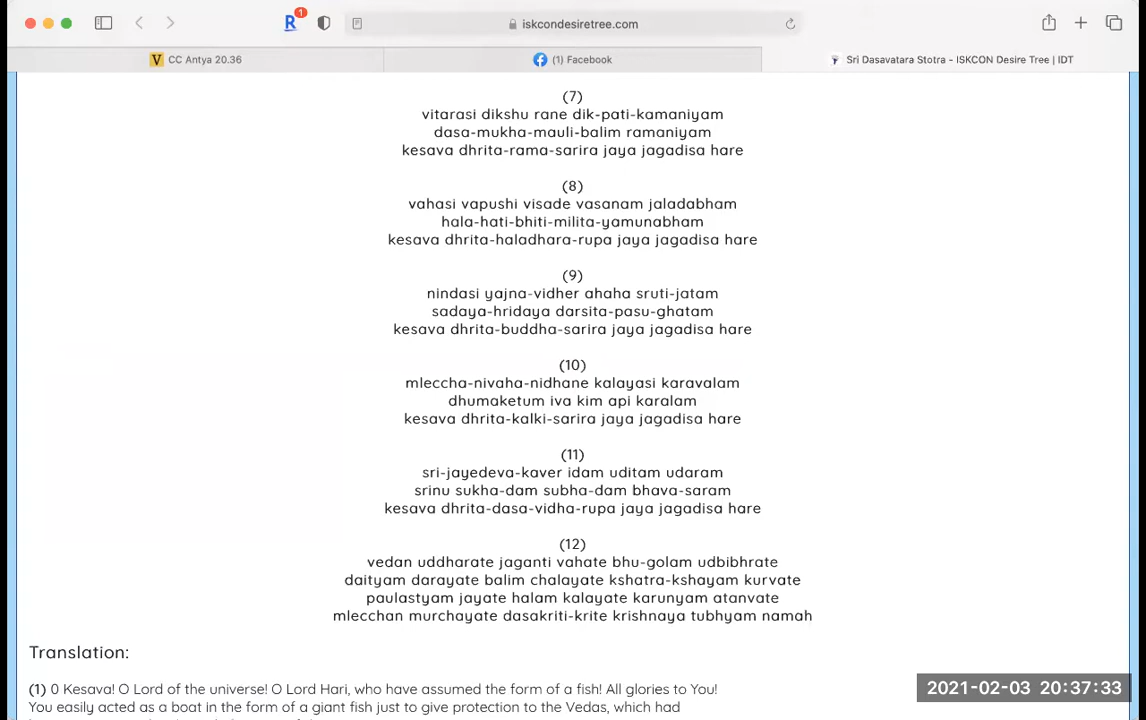 R 1
iskcondesiretree.com
V CC Antya 20.36
(1) Facebook
Sri Dasavatara Stotra - ISKCON Desire Tree | IDT
(7)
vitarasi dikshu rane dik-pati-kamaniyam
dasa-mukha-mauli-balim ramaniyam
kesava dhrita-rama-sarira jaya jagadisa hare
(8)
vahasi vapushi visade vasanam jaladabham
hala-hati-bhiti-milita-yamunabham
kesava dhrita-haladhara-rupa jaya jagadisa hare
(9)
nindasi yajna-vidher ahaha sruti-jatam
sadaya-hridaya darsita-pasu-ghatam
kesava dhrita-buddha-sarira jaya jagadisa hare
(10)
mleccha-nivaha-nidhane kalayasi karavalam
dhumaketum iva kim api karalam
kesava dhrita-kalki-sarira jaya jagadisa hare
(11)
sri-jayedeva-kaver idam uditam udaram
srinu sukha-dam subha-dam bhava-saram
kesava dhrita-dasa-vidha-rupa jaya jagadisa hare
(12)
vedan uddharate jaganti vahate bhu-golam udbibhrate
daityam darayate balim chalayate kshatra-kshayam kurvate
paulastyam jayate halam kalayate karunyam atanvate
mlecchan murchayate dasakriti-krite krishnaya tubhyam namah
Translation:
(1) 0 Kesava! O Lord of the universe! O Lord Hari, who have assumed the form of a fish! All glories to You!
You easily acted as a boat in the form of a giant fish just to give protection to the Vedas, which had
2021-02-03 20:37:33